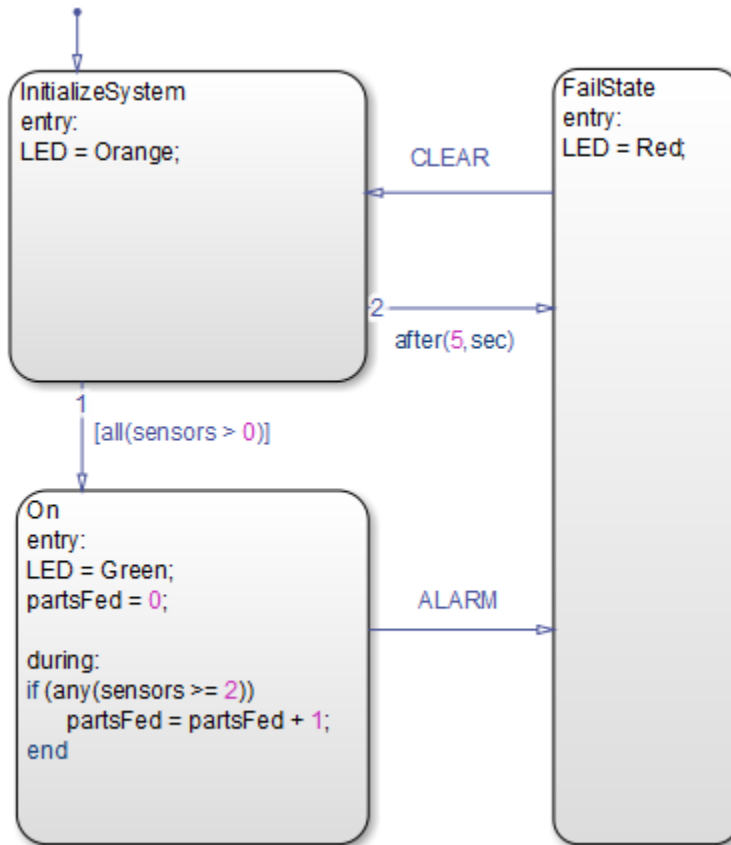 InitializeSystem
entry:
LED = Orange;
FailState
entry:
LED = Red;
CLEAR
2
after(5,sec)
1
[all(sensors > 0)]
On
entry:
LED = Green;
partsFed = 0;
during:
if (any(sensors >= 2))
partsFed = partsFed + 1;
end
ALARM